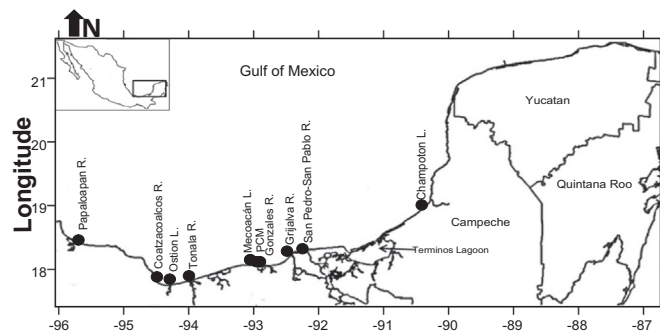 N
Gulf of Mexico
Yucatan
Quintana Roo
Campeche
Terminos Lagoon
Papaloapan R.
Coatzacoalcos R.
Ostion L.
Tonala R.
Mecoacán L.
PCM
Gonzales R.
Grijalva R.
San Pedro-San Pablo R.
Champoton L.
Longitude
21
20
19
18
-96
-95
-94
-93
-92
-91
-90
-89
-88
-87